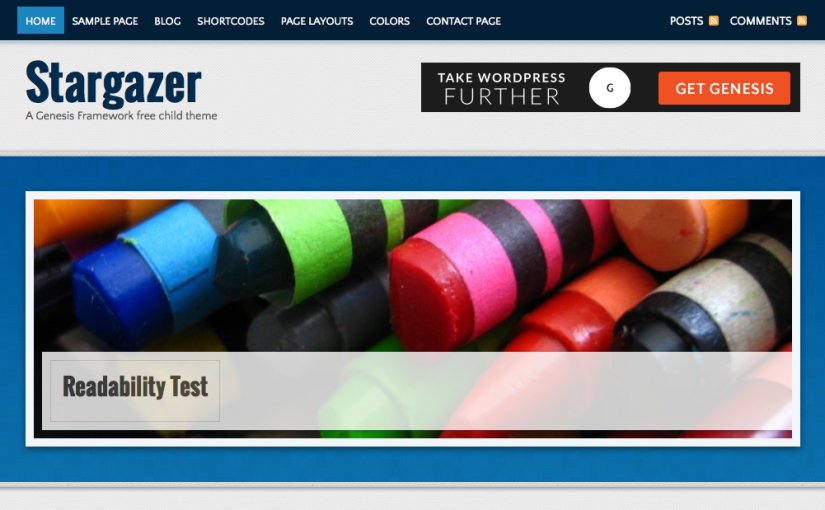 HOME SAMPLE PAGE BLOG SHORTCODES PAGE LAYOUTS COLORS CONTACT PAGE POSTS COMMENTS
Stargazer
A Genesis Framework free child theme
TAKE WORDPRESS
FURTHER
G
GET GENESIS
Readability Test